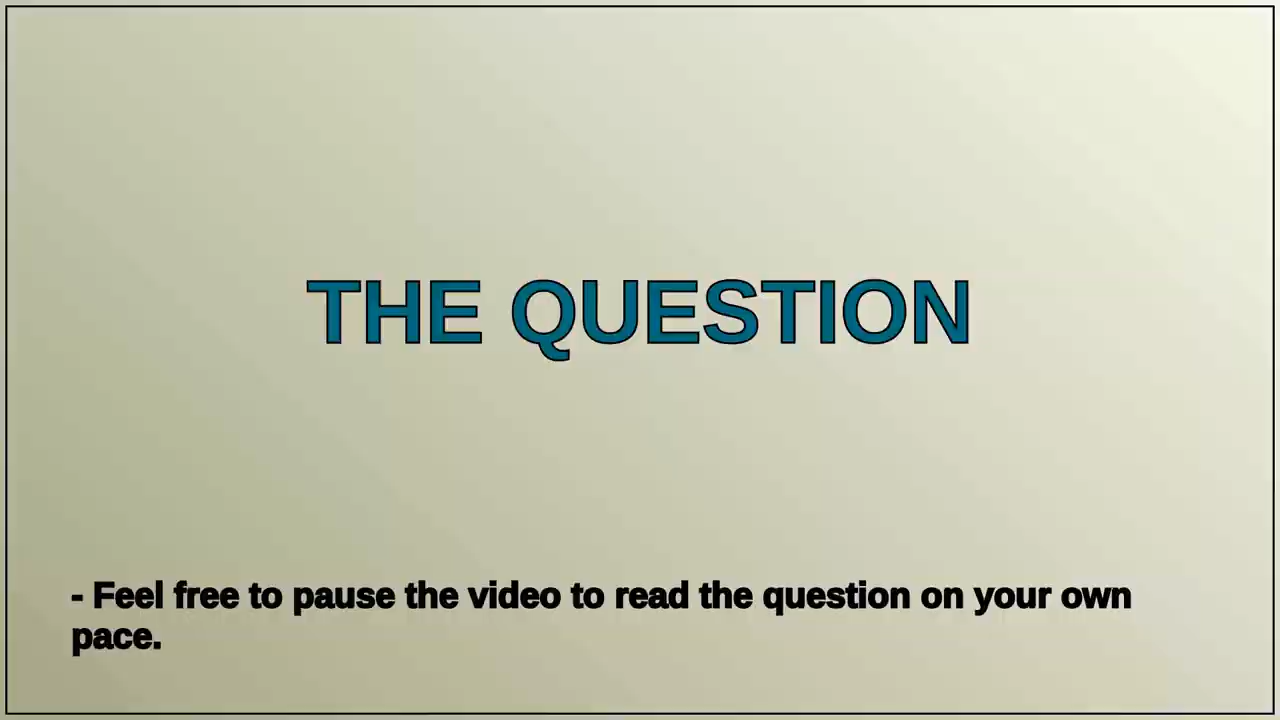 THE QUESTION
- Feel free to pause the video to read the question on your own
pace.